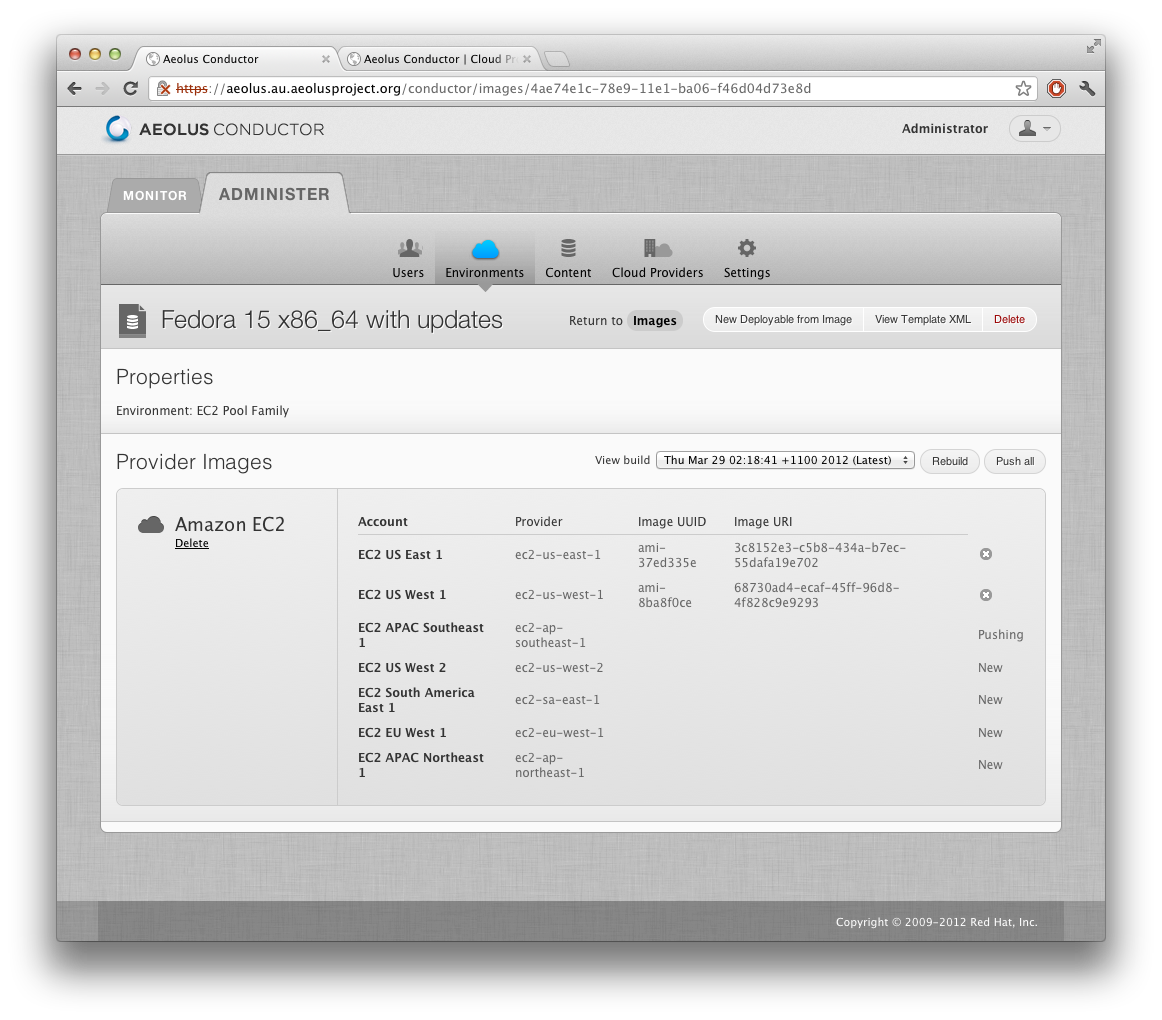 Aeolus Conductor
Aeolus Conductor | Cloud Pr
https://aeolus.au.aeolusproject.org/conductor/images/4ae74e1c-78e9-11e1-ba06-f46d04d73e8d
AEOLUS CONDUCTOR
Administrator
MONITOR
ADMINISTER
Users
Environments
Content
Cloud Providers
Settings
Fedora 15 x86_64 with updates
Return to Images
New Deployable from Image
View Template XML
Delete
Properties
Environment: EC2 Pool Family
Provider Images
View build
Thu Mar 29 02:18:41 +1100 2012 (Latest)
Rebuild
Push all
Amazon EC2
Delete
Account Provider Image UUID Image URI
EC2 US East 1 ec2-us-east-1 ami- 3c8152e3-c5b8-434a-b7ec-
37ed335e 55dafa19e702
EC2 US West 1 ec2-us-west-1 ami- 68730ad4-ecaf-45ff-96d8-
8ba8f0ce 4f828c9e9293
EC2 APAC Southeast ec2-ap-
1 southeast-1 Pushing
EC2 US West 2 ec2-us-west-2 New
EC2 South America
East 1 ec2-sa-east-1 New
EC2 EU West 1 ec2-eu-west-1 New
EC2 APAC Northeast ec2-ap-
1 northeast-1 New
Copyright © 2009-2012 Red Hat, Inc.